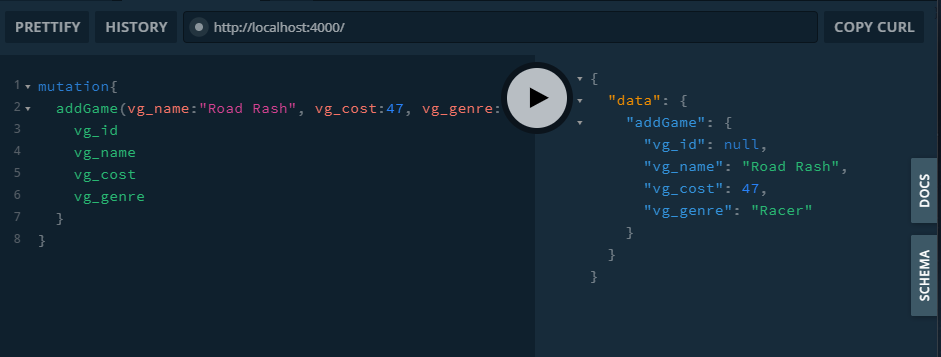 PRETTIFY HISTORY http://localhost:4000/ COPY CURL
1 mutation{
2 addGame(vg_name:"Road Rash", vg_cost:47, vg_genre:
3 vg_id
4 vg_name
5 vg_cost
6 vg_genre
7 }
8 }
{
"data": {
"addGame": {
"vg_id": null,
"vg_name": "Road Rash",
"vg_cost": 47,
"vg_genre": "Racer"
}
}
}
DOCS
SCHEMA